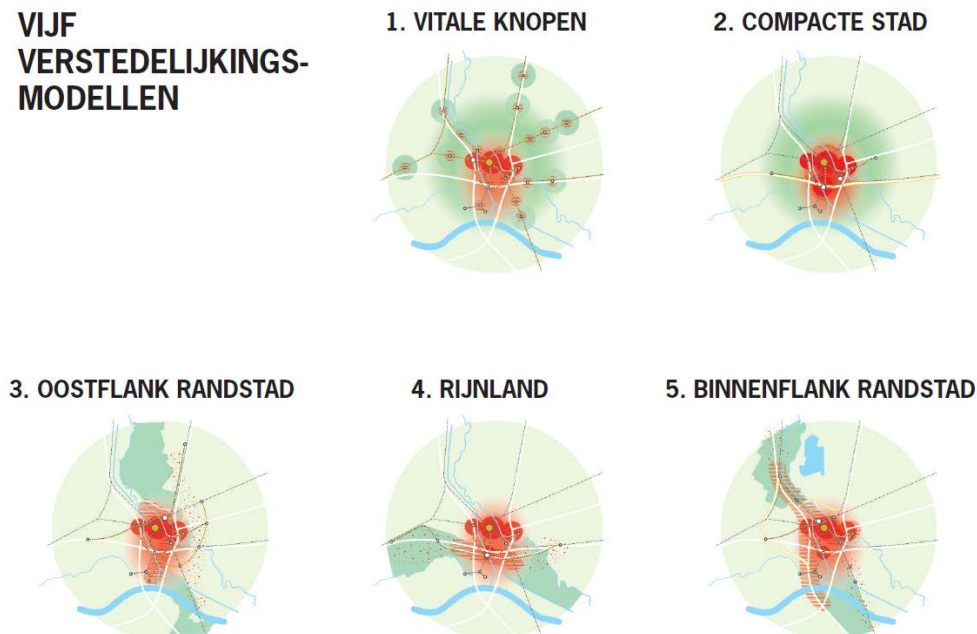 VIJF
VERSTEDELIJKINGS-
MODELLEN
1. VITALE KNOPEN
2. COMPACTE STAD
3. OOSTFLANK RANDSTAD
4. RIJNLAND
5. BINNENFLANK RANDSTAD